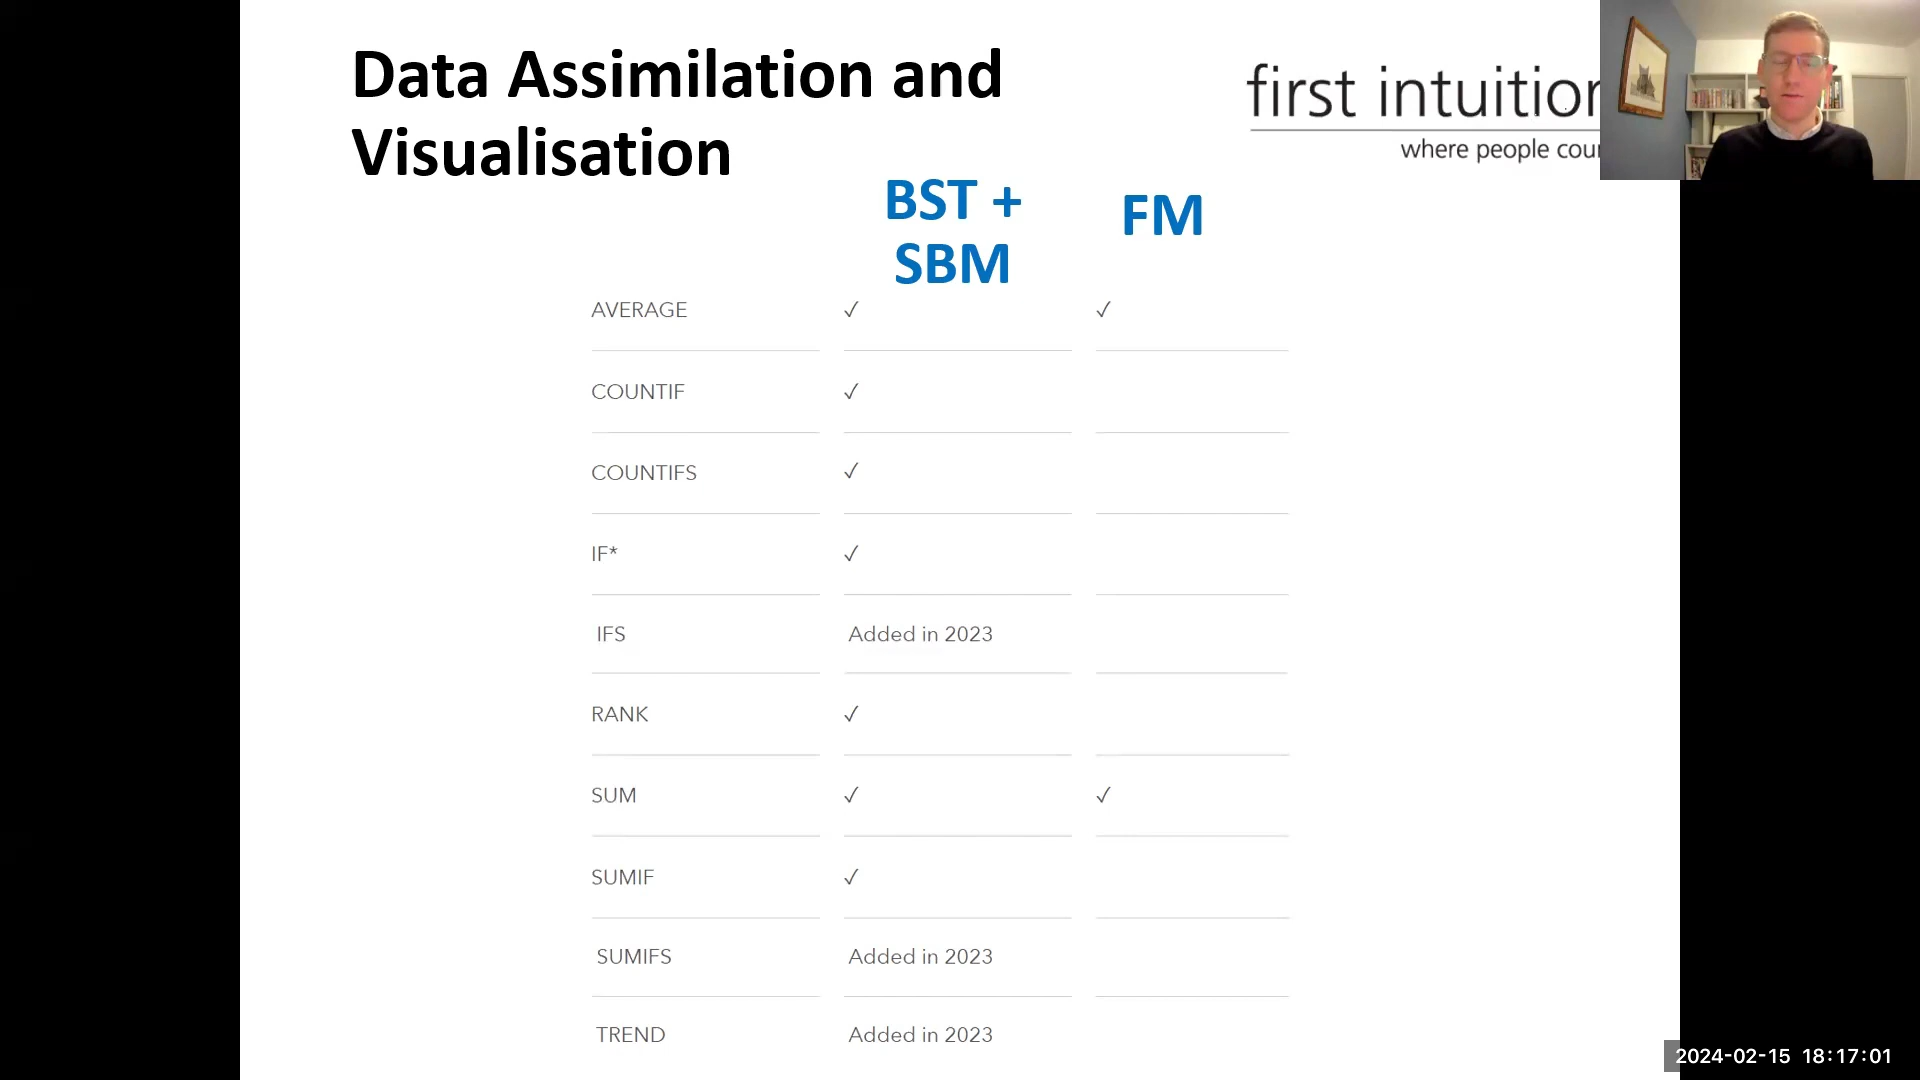 Data Assimilation and
Visualisation
first intuition
where people cou
BST +
SBM
FM
AVERAGE ✓ ✓
COUNTIF ✓
COUNTIFS ✓
IF* ✓
IFS Added in 2023
RANK ✓
SUM ✓ ✓
SUMIF ✓
SUMIFS Added in 2023
TREND Added in 2023
2024-02-15 18:17:01